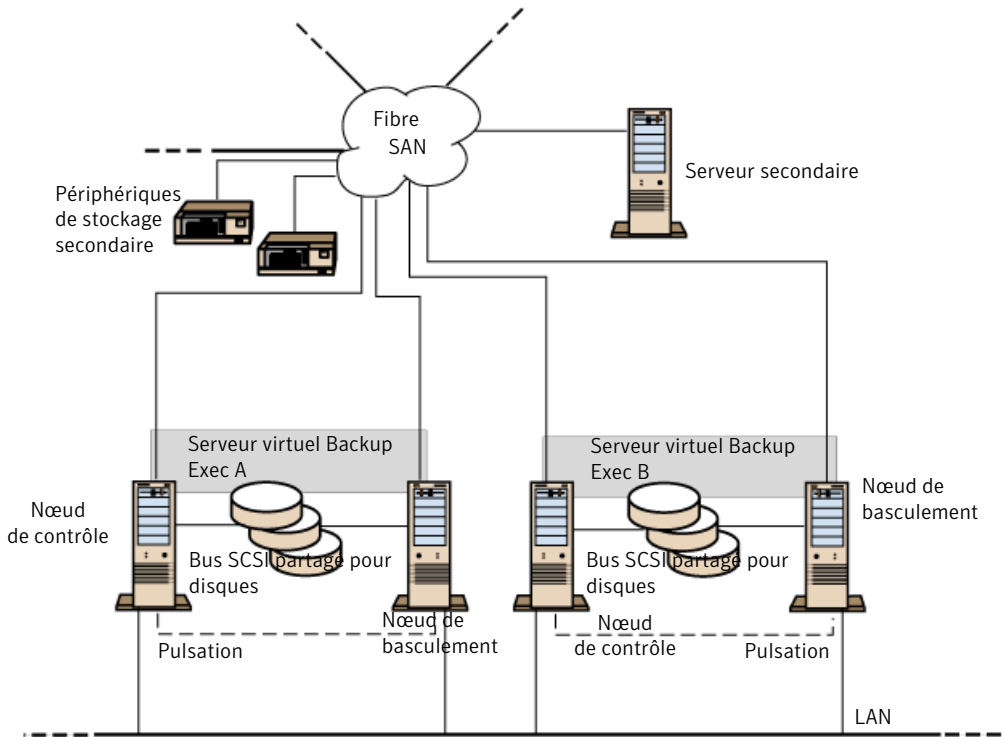 Fibre
SAN
Serveur secondaire
Périphériques
de stockage
secondaire
Serveur virtuel Backup
Exec A
Serveur virtuel Backup
Exec B
Nœud
de contrôle
Nœud de
basculement
Bus SCSI partagé pour
disques
Bus SCSI partagé pour
disques
Nœud de
basculement
Nœud
de contrôle
Pulsation
Pulsation
LAN